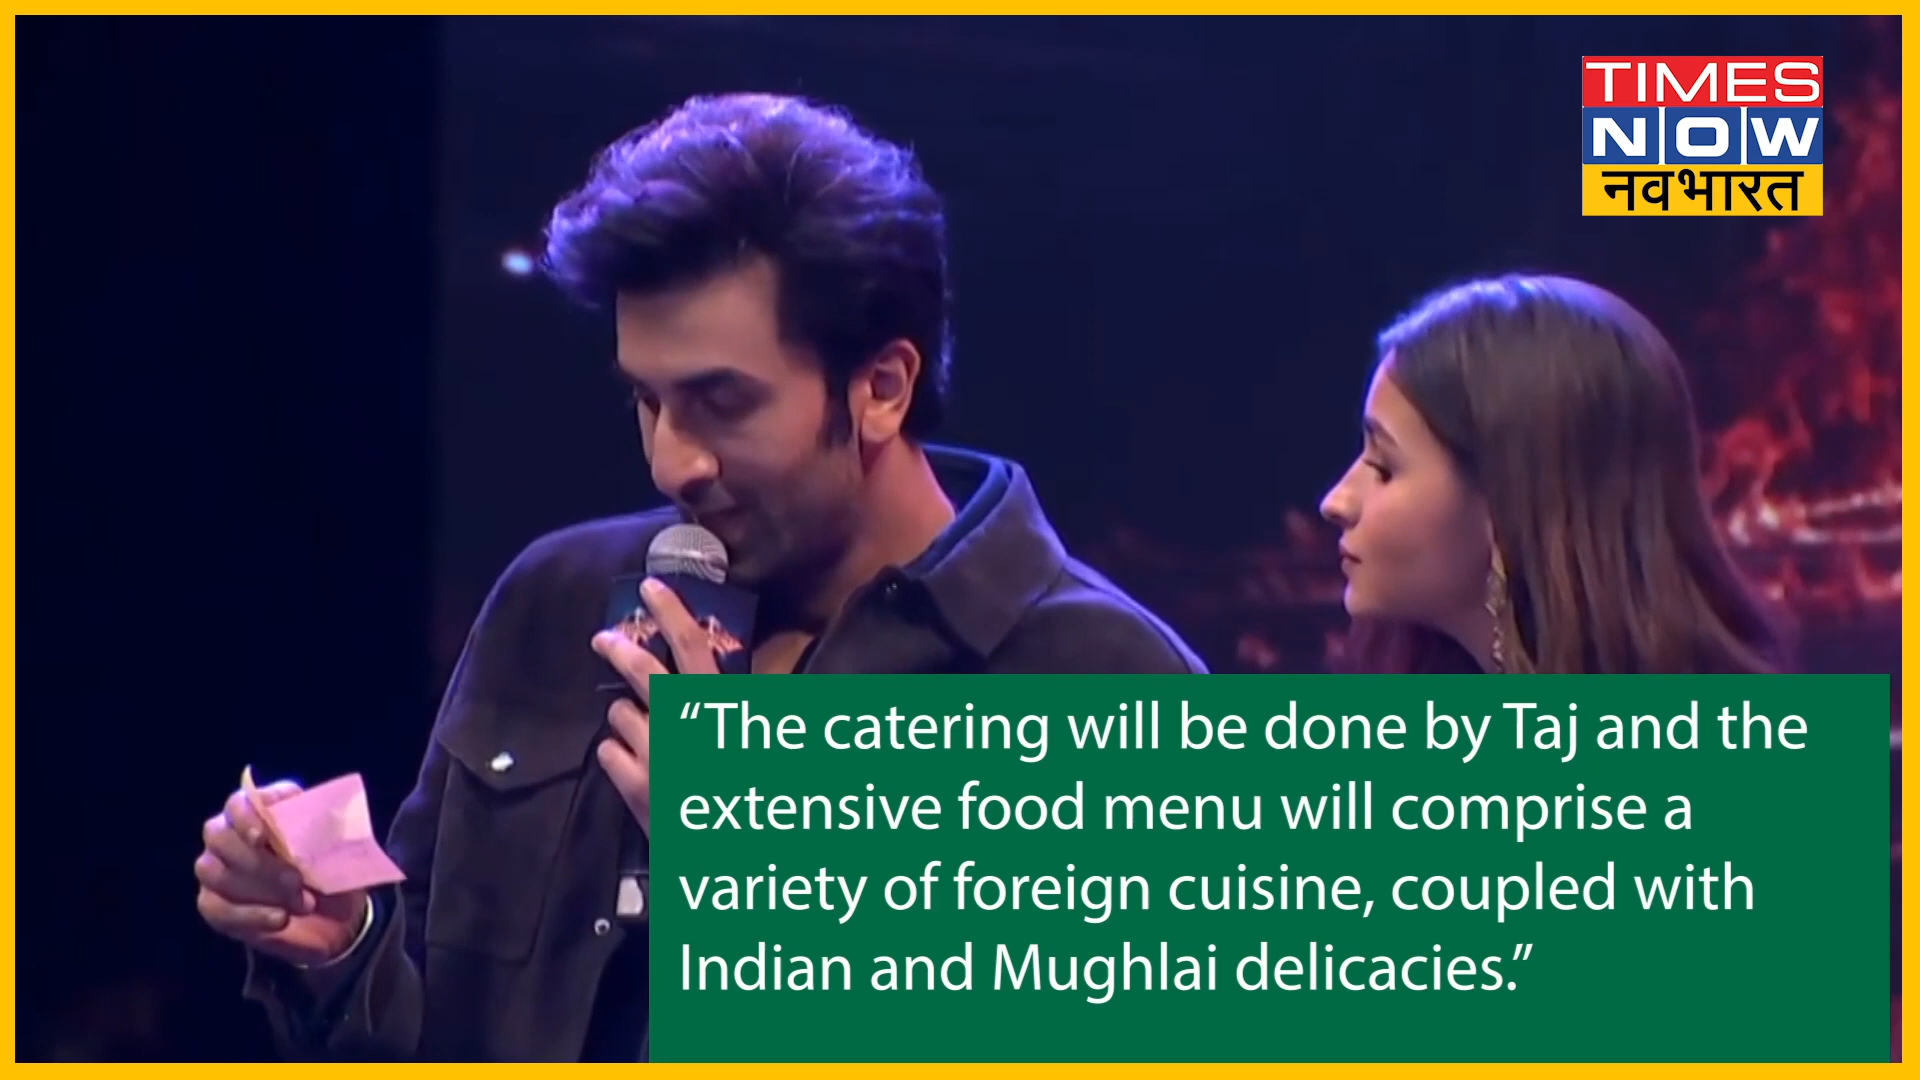 TIMES
NOW
नवभारत
“The catering will be done by Taj and the
extensive food menu will comprise a
variety of foreign cuisine, coupled with
Indian and Mughlai delicacies.”